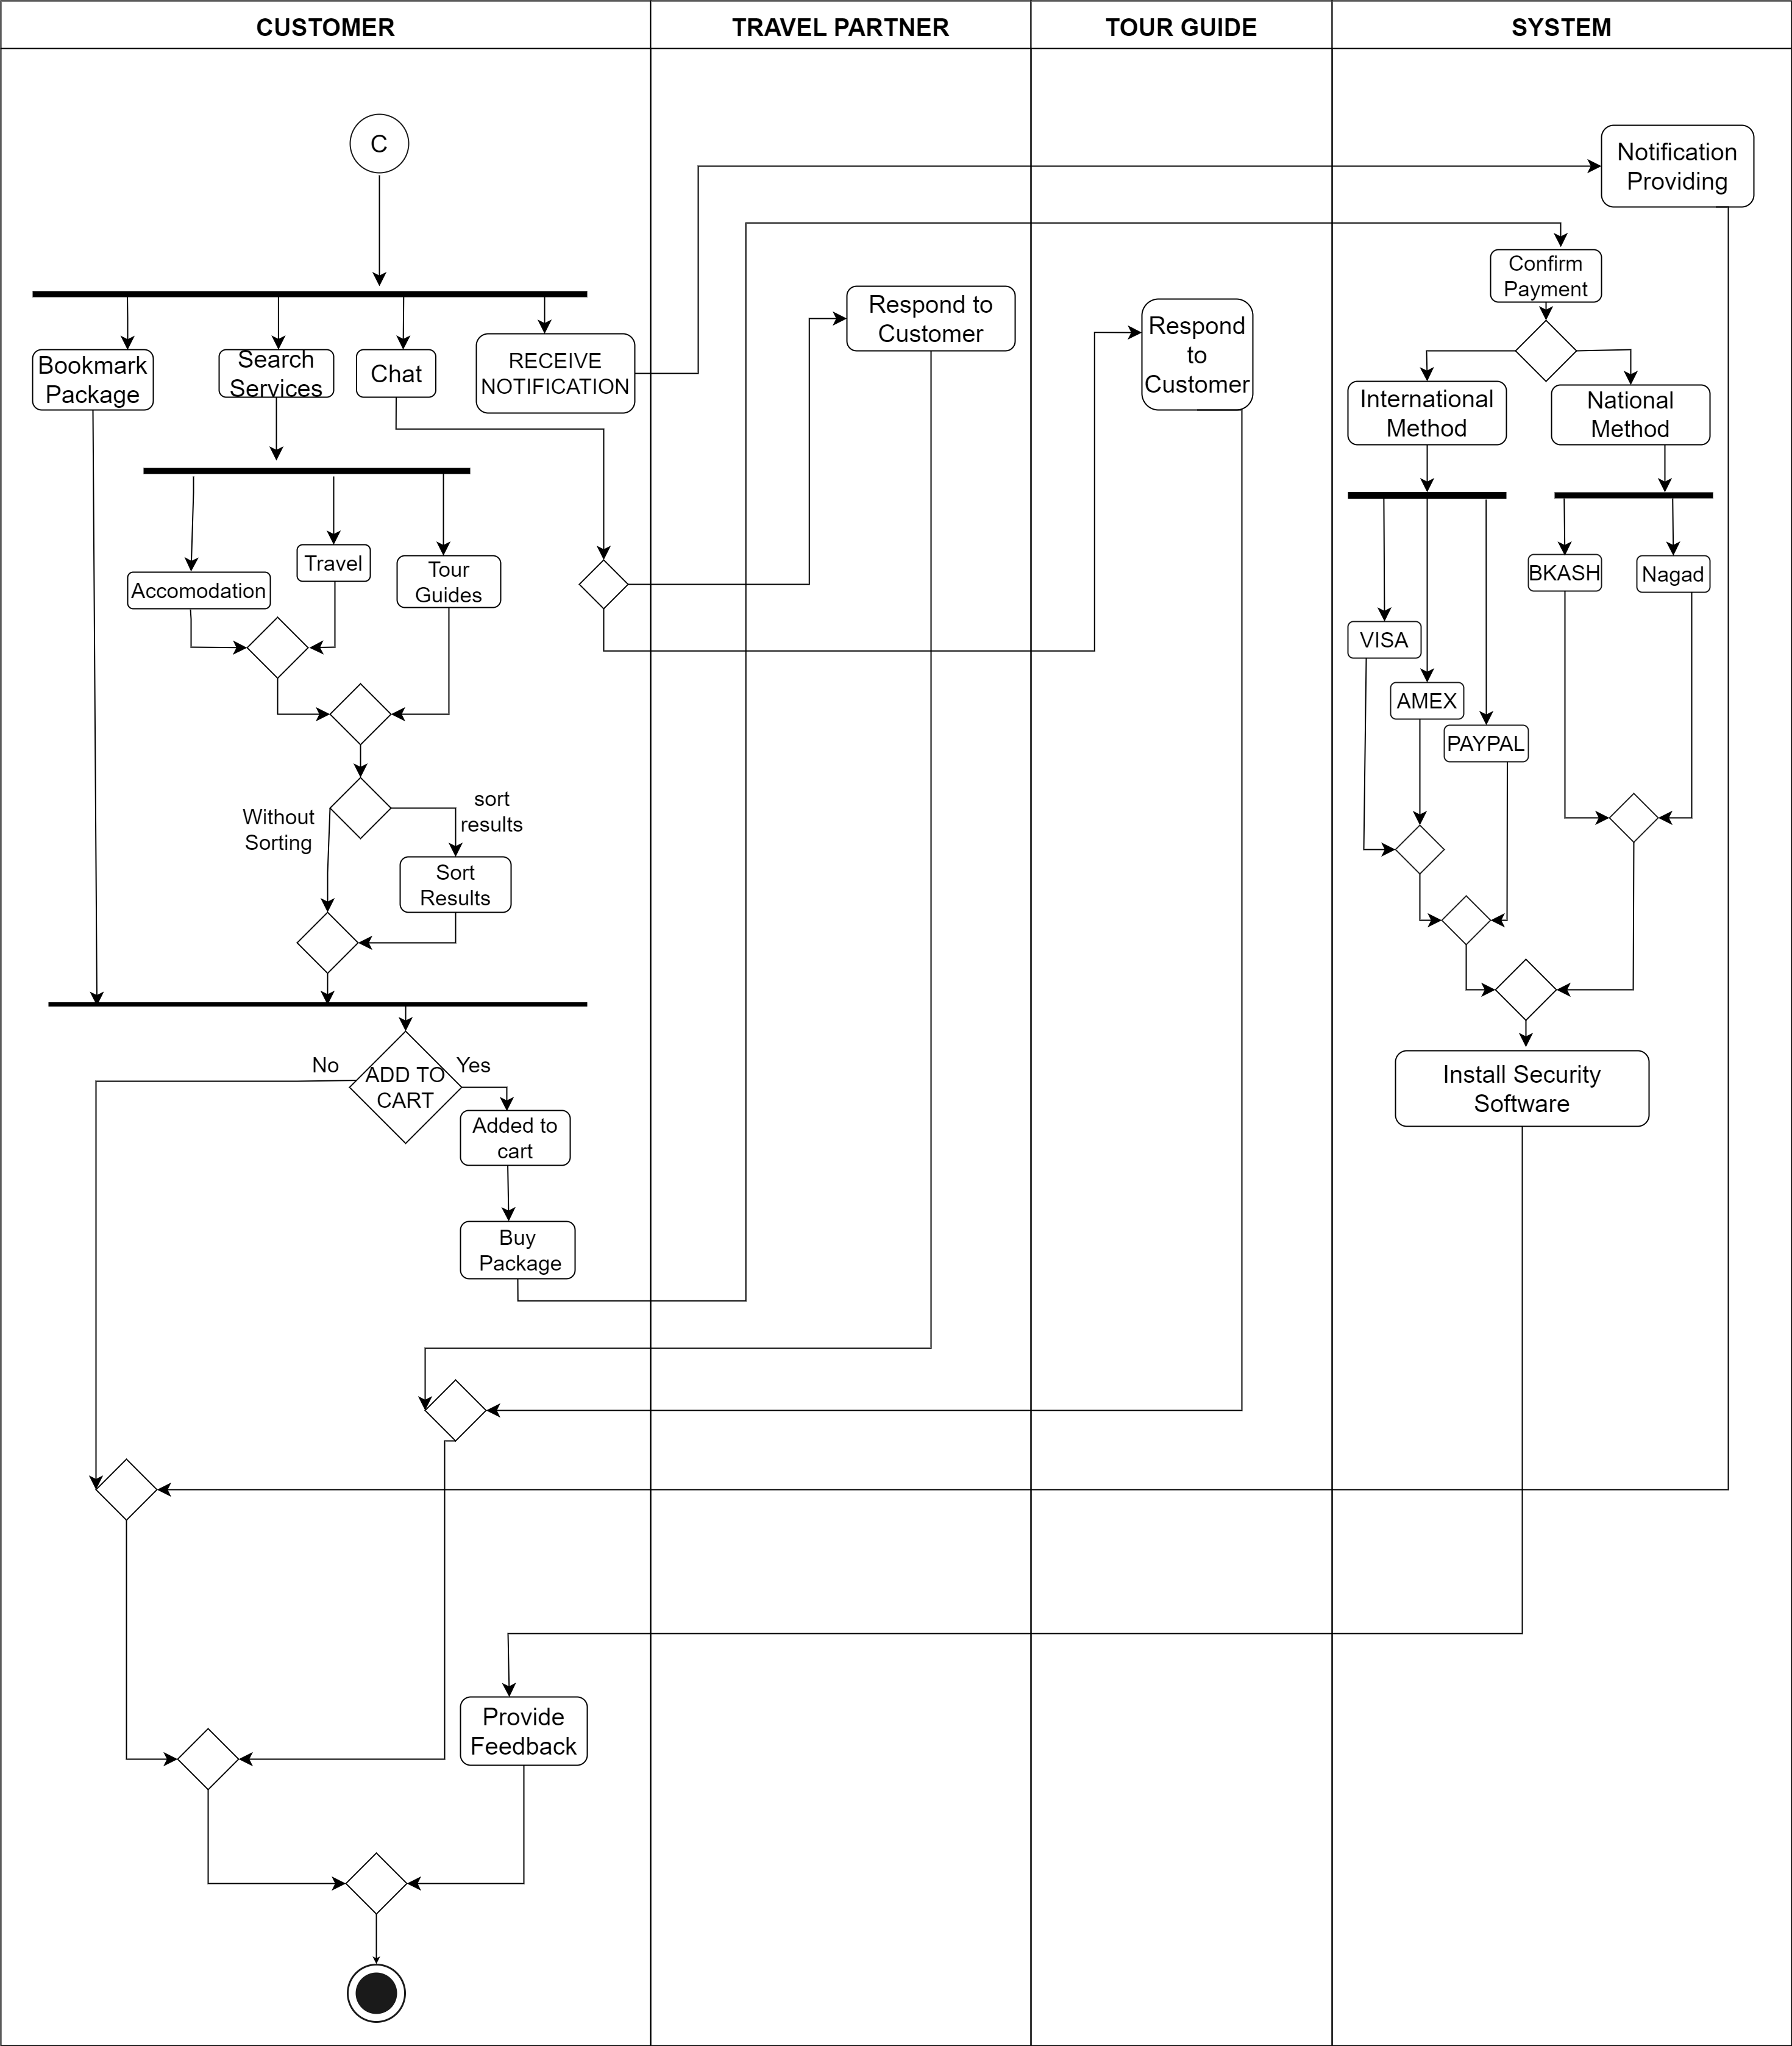 CUSTOMER
TRAVEL PARTNER
TOUR GUIDE
SYSTEM
C
Notification
Providing
Confirm
Payment
Respond to
Customer
Respond
to
Customer
Bookmark
Package
Search
Services
Chat
RECEIVE
NOTIFICATION
International
Method
National
Method
Accomodation
Travel
Tour
Guides
BKASH
Nagad
VISA
AMEX
PAYPAL
Without
Sorting
sort
results
Sort
Results
No
ADD TO
CART
Yes
Added to
cart
Install Security
Software
Buy
Package
Provide
Feedback